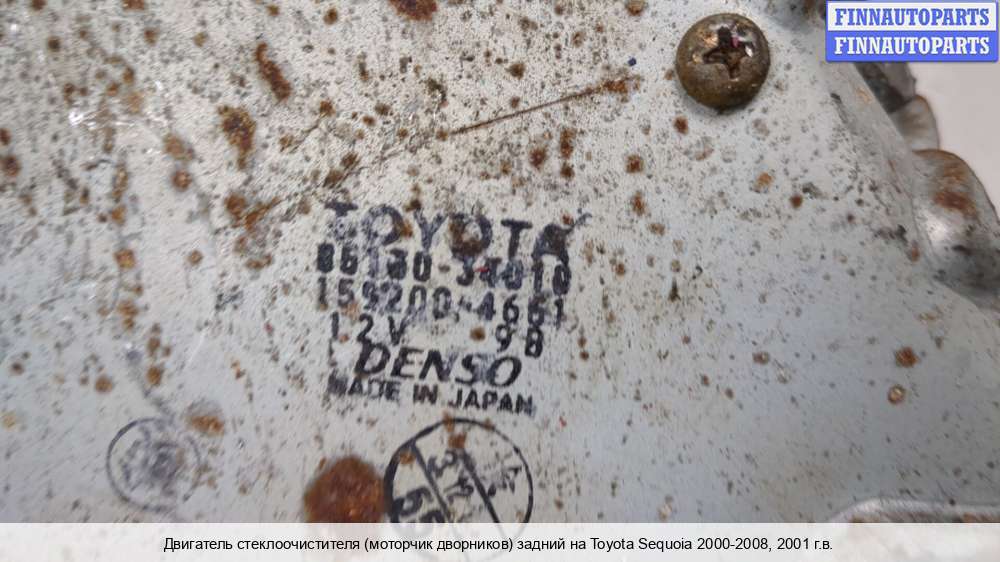 FINNAUTOPARTS
FINNAUTOPARTS
TOYOTA
85130-34010
159200-4661
12V 9B
DENSO
MADE IN JAPAN
Двигатель стеклоочистителя (моторчик дворников) задний на Toyota Sequoia 2000-2008, 2001 г.в.